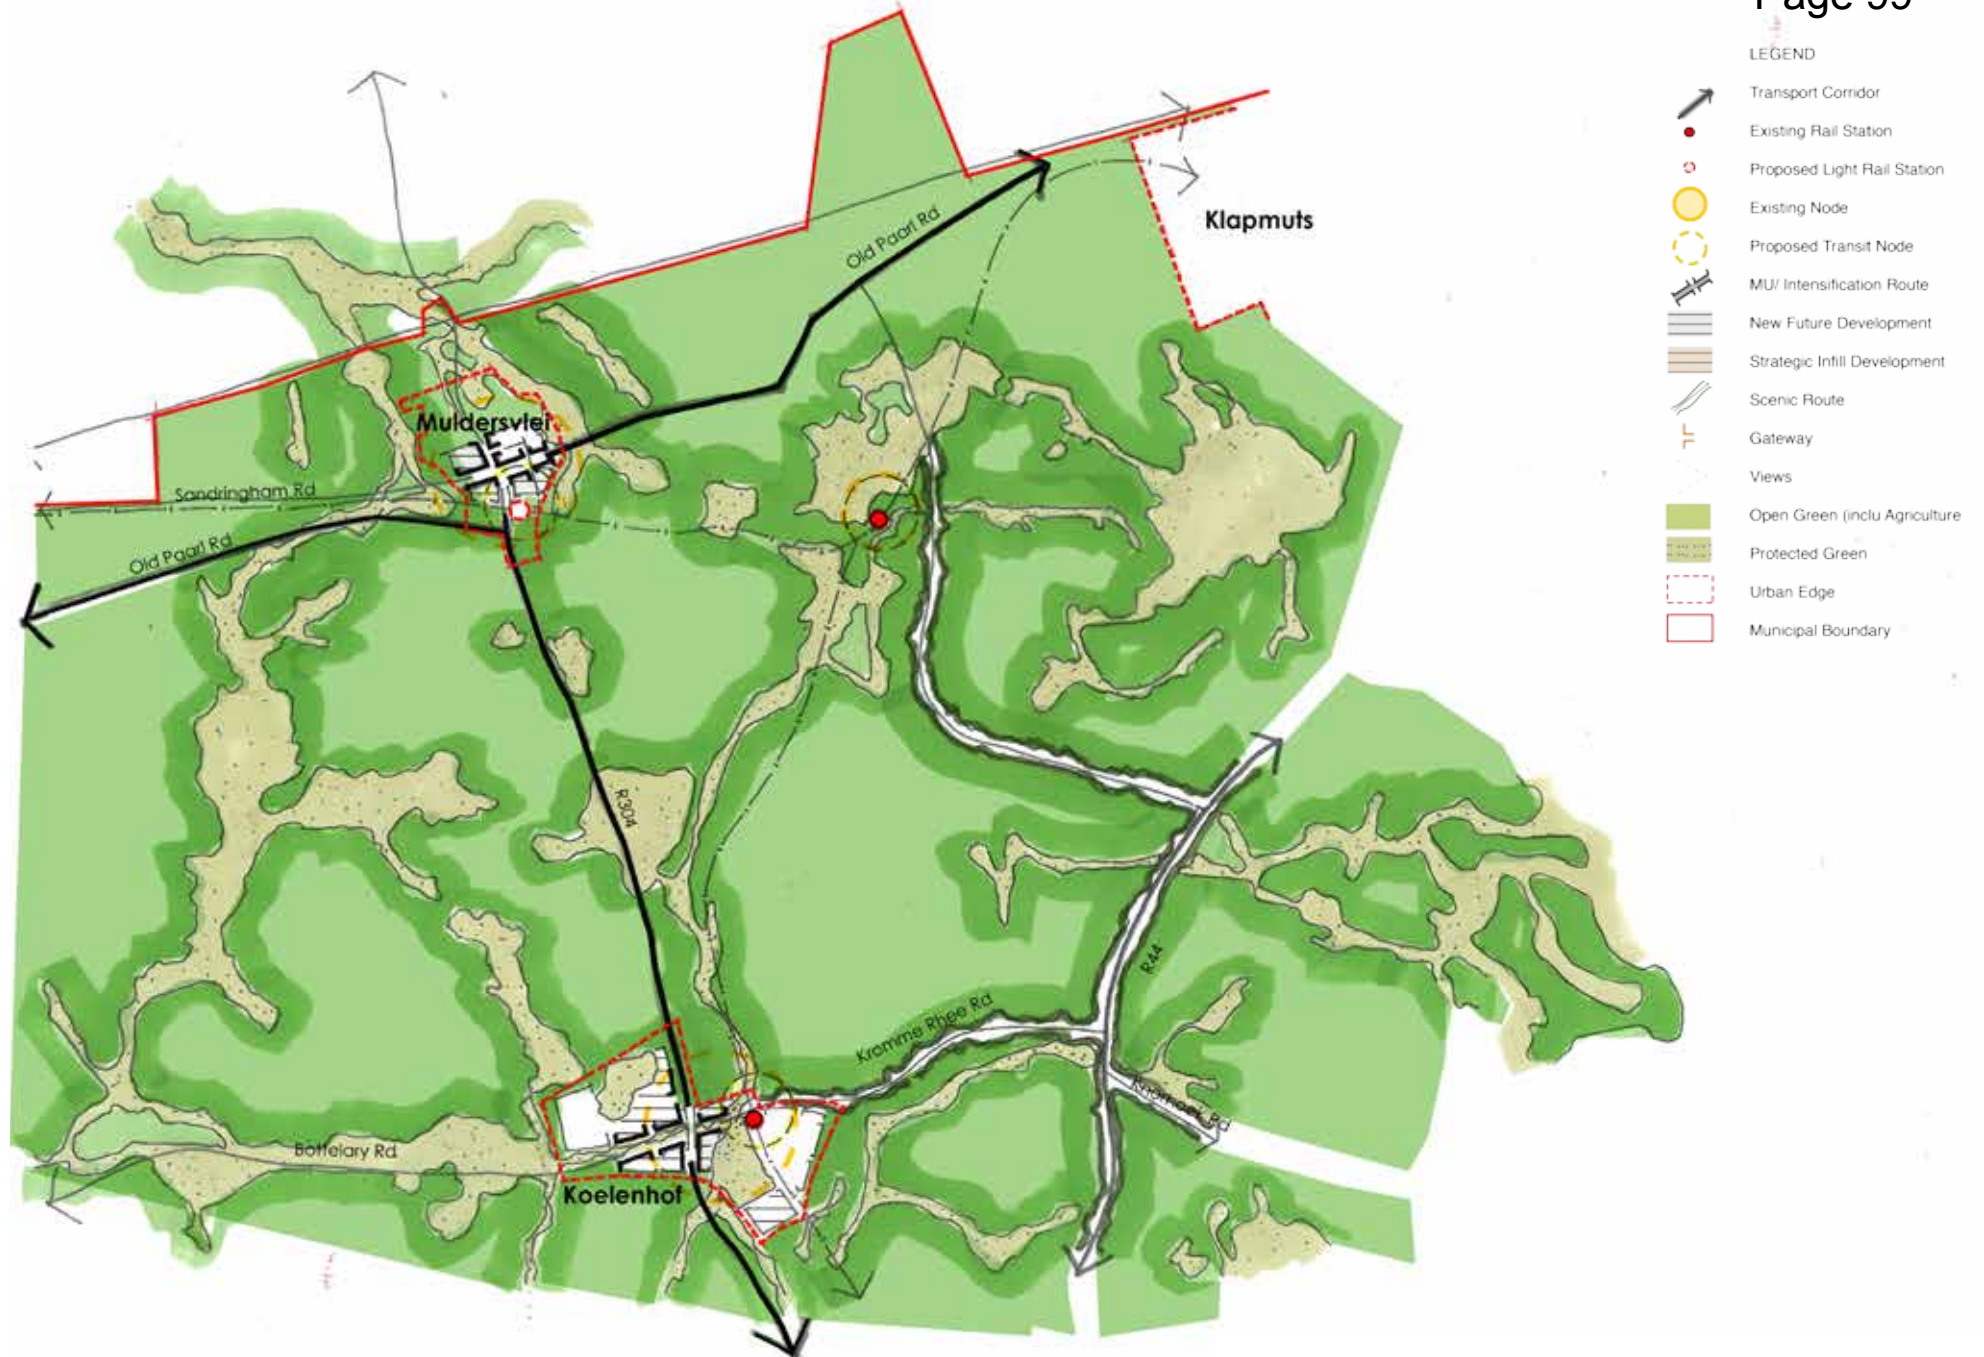 Page 99
LEGEND
Transport Corridor
Existing Rail Station
Proposed Light Rail Station
Existing Node
Proposed Transit Node
MU/ Intensification Route
New Future Development
Strategic Infill Development
Scenic Route
Gateway
Views
Open Green (inclu Agriculture
Protected Green
Urban Edge
Municipal Boundary
Klapmuts
Old Paarl Rd
Muldersvlei
Sandringham Rd
Old Paarl Rd
R304
R44
Kromme Rhee Rd
Rd
Bottelary Rd
Koelenhof